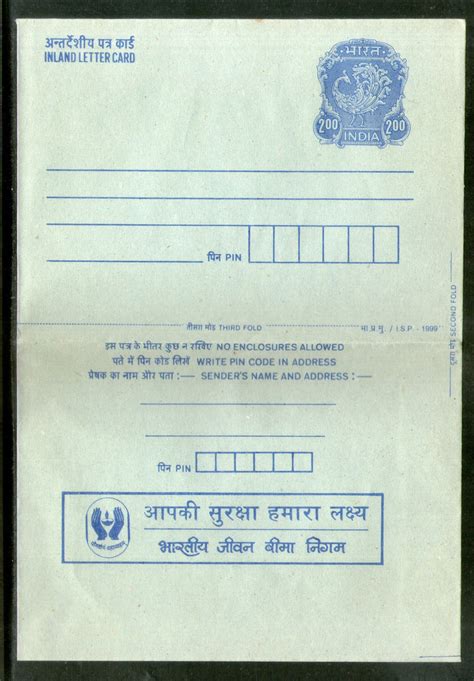 अन्तर्देशीय पत्र कार्ड
INLAND LETTER CARD
भारत
2.00 2.00
INDIA
पिन PIN
तीसरा मोड़ THIRD FOLD
भा.प्र.मु. / I.S.P. - 1999
दूसरा मोड़ SECOND FOLD
इस पत्र के भीतर कुछ न रखिए NO ENCLOSURES ALLOWED
पते में पिन कोड लिखें WRITE PIN CODE IN ADDRESS
प्रेषक का नाम और पता :— SENDER'S NAME AND ADDRESS :—
पिन PIN
आपकी सुरक्षा हमारा लक्ष्य
भारतीय जीवन बीमा निगम